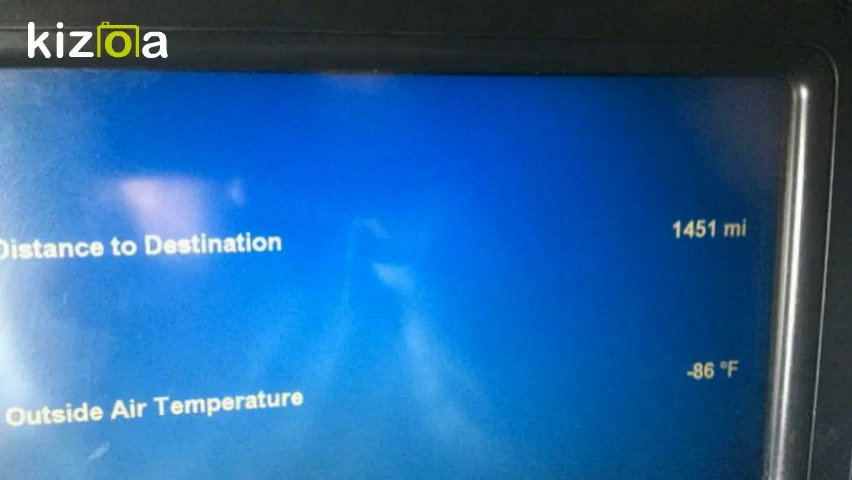 kizoa
Distance to Destination 1451 mi
Outside Air Temperature -86 °F